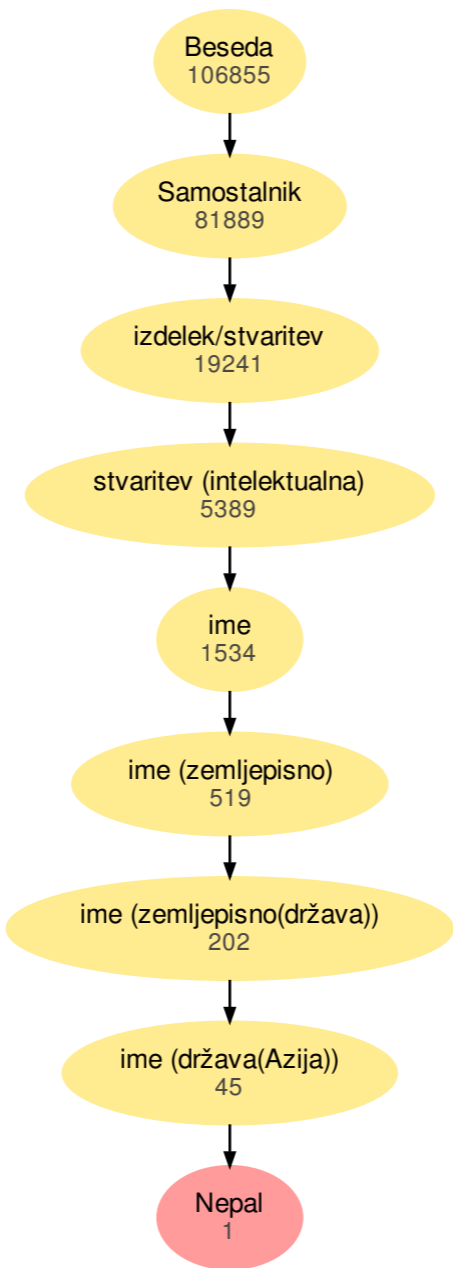 Beseda
106855
Samostalnik
81889
izdelek/stvaritev
19241
stvaritev (intelektualna)
5389
ime
1534
ime (zemljepisno)
519
ime (zemljepisno(država))
202
ime (država(Azija))
45
Nepal
1